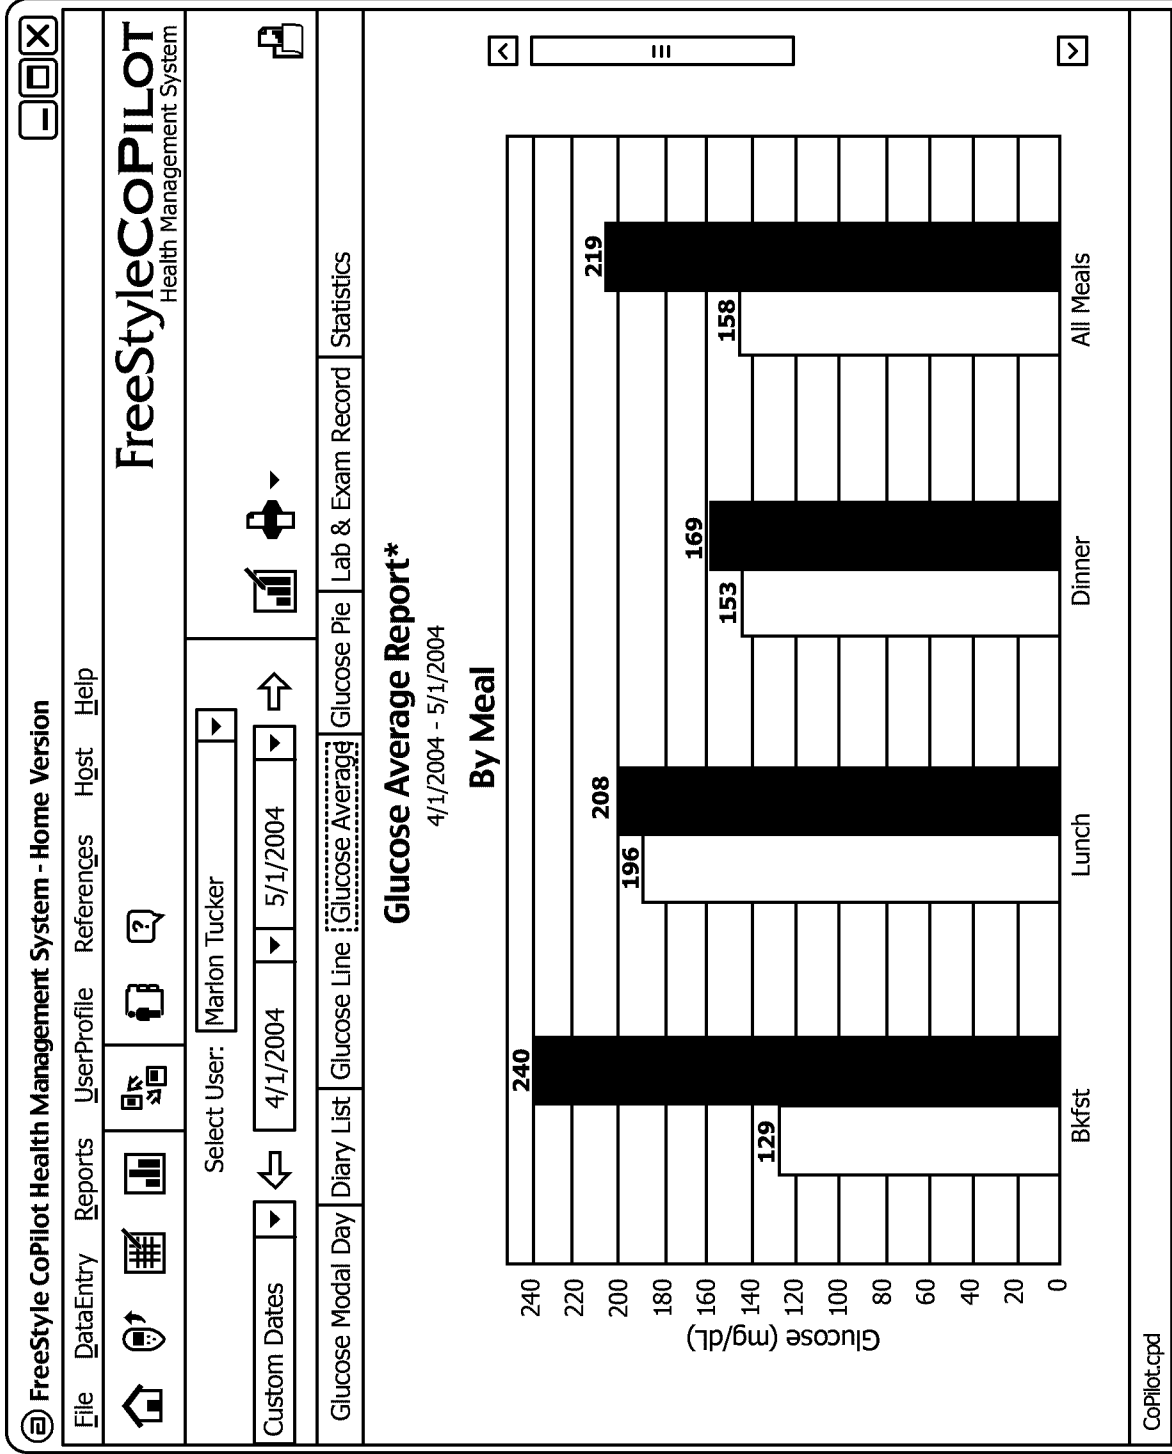 FreeStyle CoPilot Health Management System - Home Version
File DataEntry Reports UserProfile References Host Help
FreeStyleCOPILOT
Health Management System
Select User: Marlon Tucker
Custom Dates 4/1/2004 5/1/2004
Glucose Modal Day Diary List Glucose Line Glucose Average Glucose Pie Lab & Exam Record Statistics
Glucose Average Report*
4/1/2004 - 5/1/2004
By Meal
Glucose (mg/dL)
240
220
200
180
160
140
120
100
80
60
40
20
0
129 240
196 208
153 169
158 219
Bkfst Lunch Dinner All Meals
CoPilot.cpd